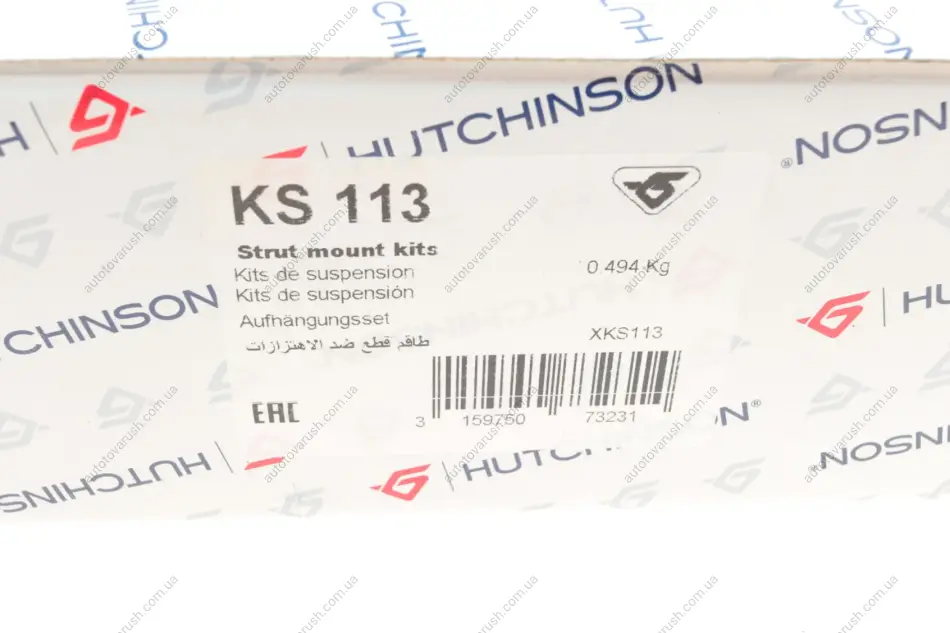 HUTCHINSON
HUTCHINSON®
KS 113
Strut mount kits
Kits de suspension
Kits de suspensión
Aufhängungsset
طاقم قطع ضد الاهتزازات
0.494 Kg
XKS113
EAC
3 159750 73231
HUTCHINSON
autotovarush.com.ua